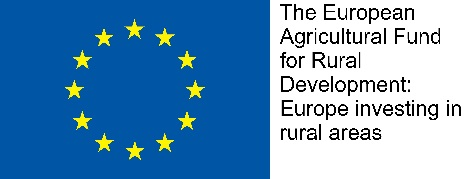 The European
Agricultural Fund
for Rural
Development:
Europe investing in
rural areas